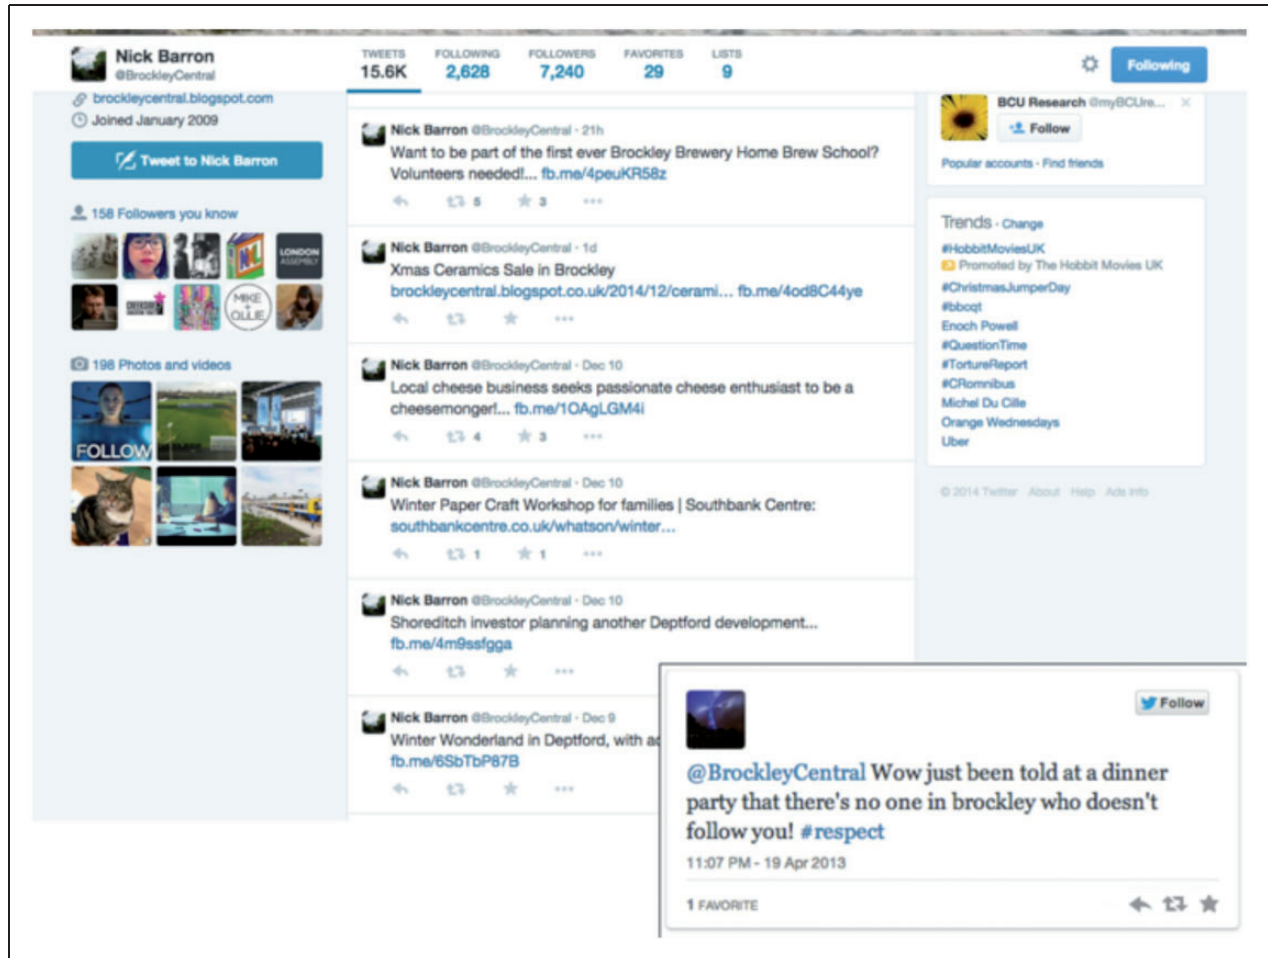 Nick Barron
@BrockleyCentral
TWEETS
15.6K
FOLLOWING
2,628
FOLLOWERS
7,240
FAVORITES
29
LISTS
9
Following
brockleycentral.blogspot.com
Joined January 2009
Tweet to Nick Barron
158 Followers you know
LONDON
ASSEMBLY
MIKE
+
OLLIE
198 Photos and videos
FOLLOW
Nick Barron @BrockleyCentral · 21h
Want to be part of the first ever Brockley Brewery Home Brew School?
Volunteers needed!... fb.me/4peuKR58z
5
3
Nick Barron @BrockleyCentral · 1d
Xmas Ceramics Sale in Brockley
brockleycentral.blogspot.co.uk/2014/12/cerami... fb.me/4od8C44ye
Nick Barron @BrockleyCentral · Dec 10
Local cheese business seeks passionate cheese enthusiast to be a
cheesemonger!... fb.me/1OAgLGM4i
4
3
Nick Barron @BrockleyCentral · Dec 10
Winter Paper Craft Workshop for families | Southbank Centre:
southbankcentre.co.uk/whatson/winter...
1
1
Nick Barron @BrockleyCentral · Dec 10
Shoreditch investor planning another Deptford development...
fb.me/4m9ssfgga
Nick Barron @BrockleyCentral · Dec 9
Winter Wonderland in Deptford, with ac
fb.me/6SbTbP87B
BCU Research @myBCUre...
Follow
Popular accounts · Find friends
Trends · Change
#HobbitMoviesUK
Promoted by The Hobbit Movies UK
#ChristmasJumperDay
#bbcqt
Enoch Powell
#QuestionTime
#TortureReport
#CRomnibus
Michel Du Cille
Orange Wednesdays
Uber
© 2014 Twitter About Help Ads info
Follow
@BrockleyCentral Wow just been told at a dinner
party that there's no one in brockley who doesn't
follow you! #respect
11:07 PM - 19 Apr 2013
1 FAVORITE